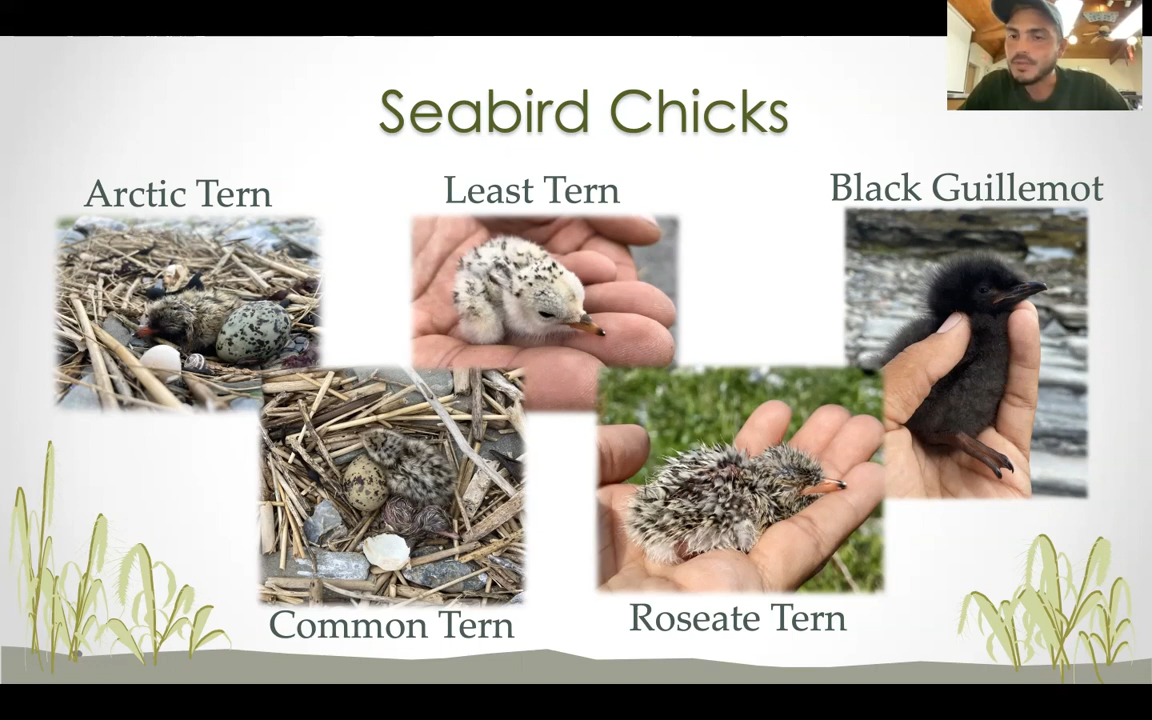 Seabird Chicks
Arctic Tern
Least Tern
Black Guillemot
Common Tern
Roseate Tern